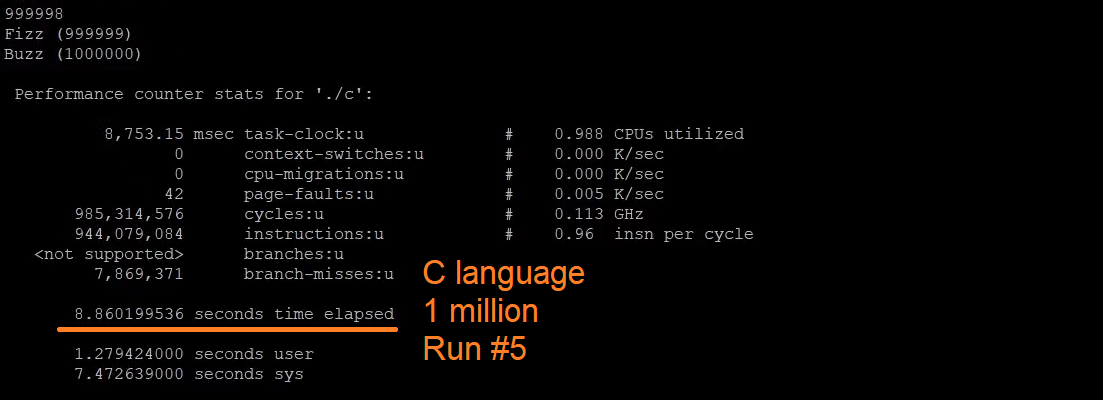 999998
Fizz (999999)
Buzz (1000000)
Performance counter stats for './c':
8,753.15 msec task-clock:u # 0.988 CPUs utilized
0 context-switches:u # 0.000 K/sec
0 cpu-migrations:u # 0.000 K/sec
42 page-faults:u # 0.005 K/sec
985,314,576 cycles:u # 0.113 GHz
944,079,084 instructions:u # 0.96 insn per cycle
<not supported> branches:u
7,869,371 branch-misses:u
8.860199536 seconds time elapsed
1.279424000 seconds user
7.472639000 seconds sys
C language
1 million
Run #5